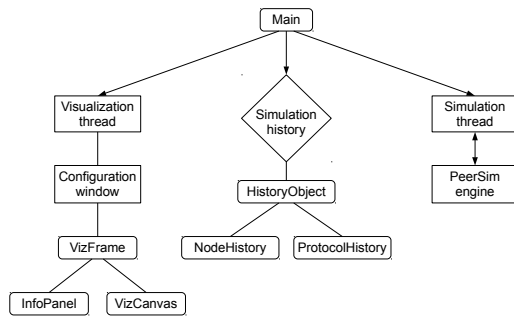 Main
Visualization
thread
Simulation
history
Simulation
thread
Configuration
window
PeerSim
engine
HistoryObject
VizFrame
NodeHistory
ProtocolHistory
InfoPanel
VizCanvas